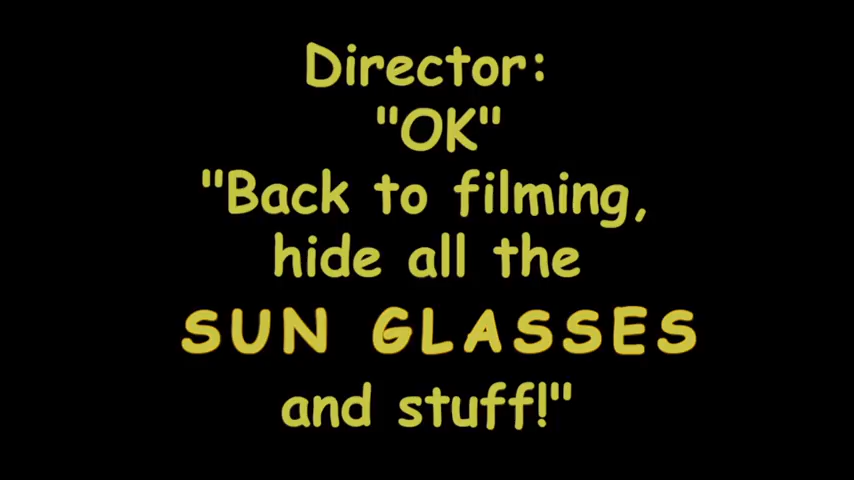 Director:
"OK"
"Back to filming,
hide all the
SUN GLASSES
and stuff!"